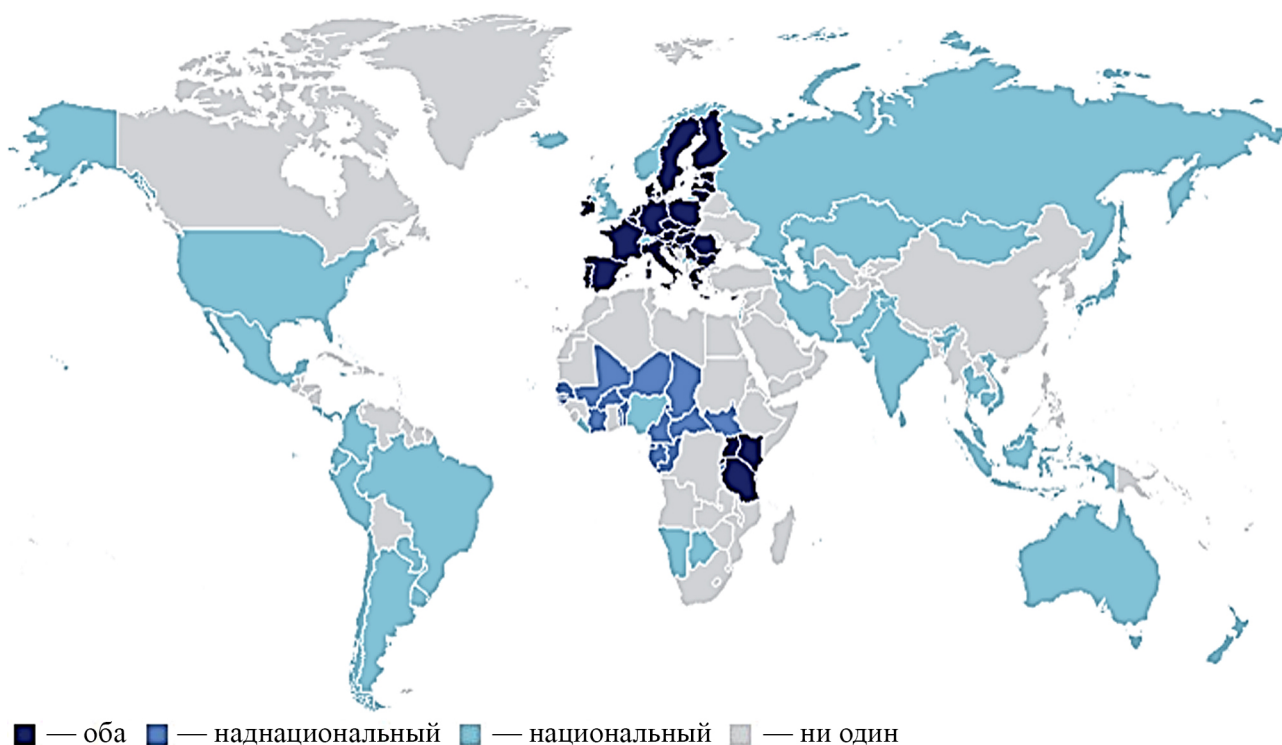 — оба — наднациональный — национальный — ни один